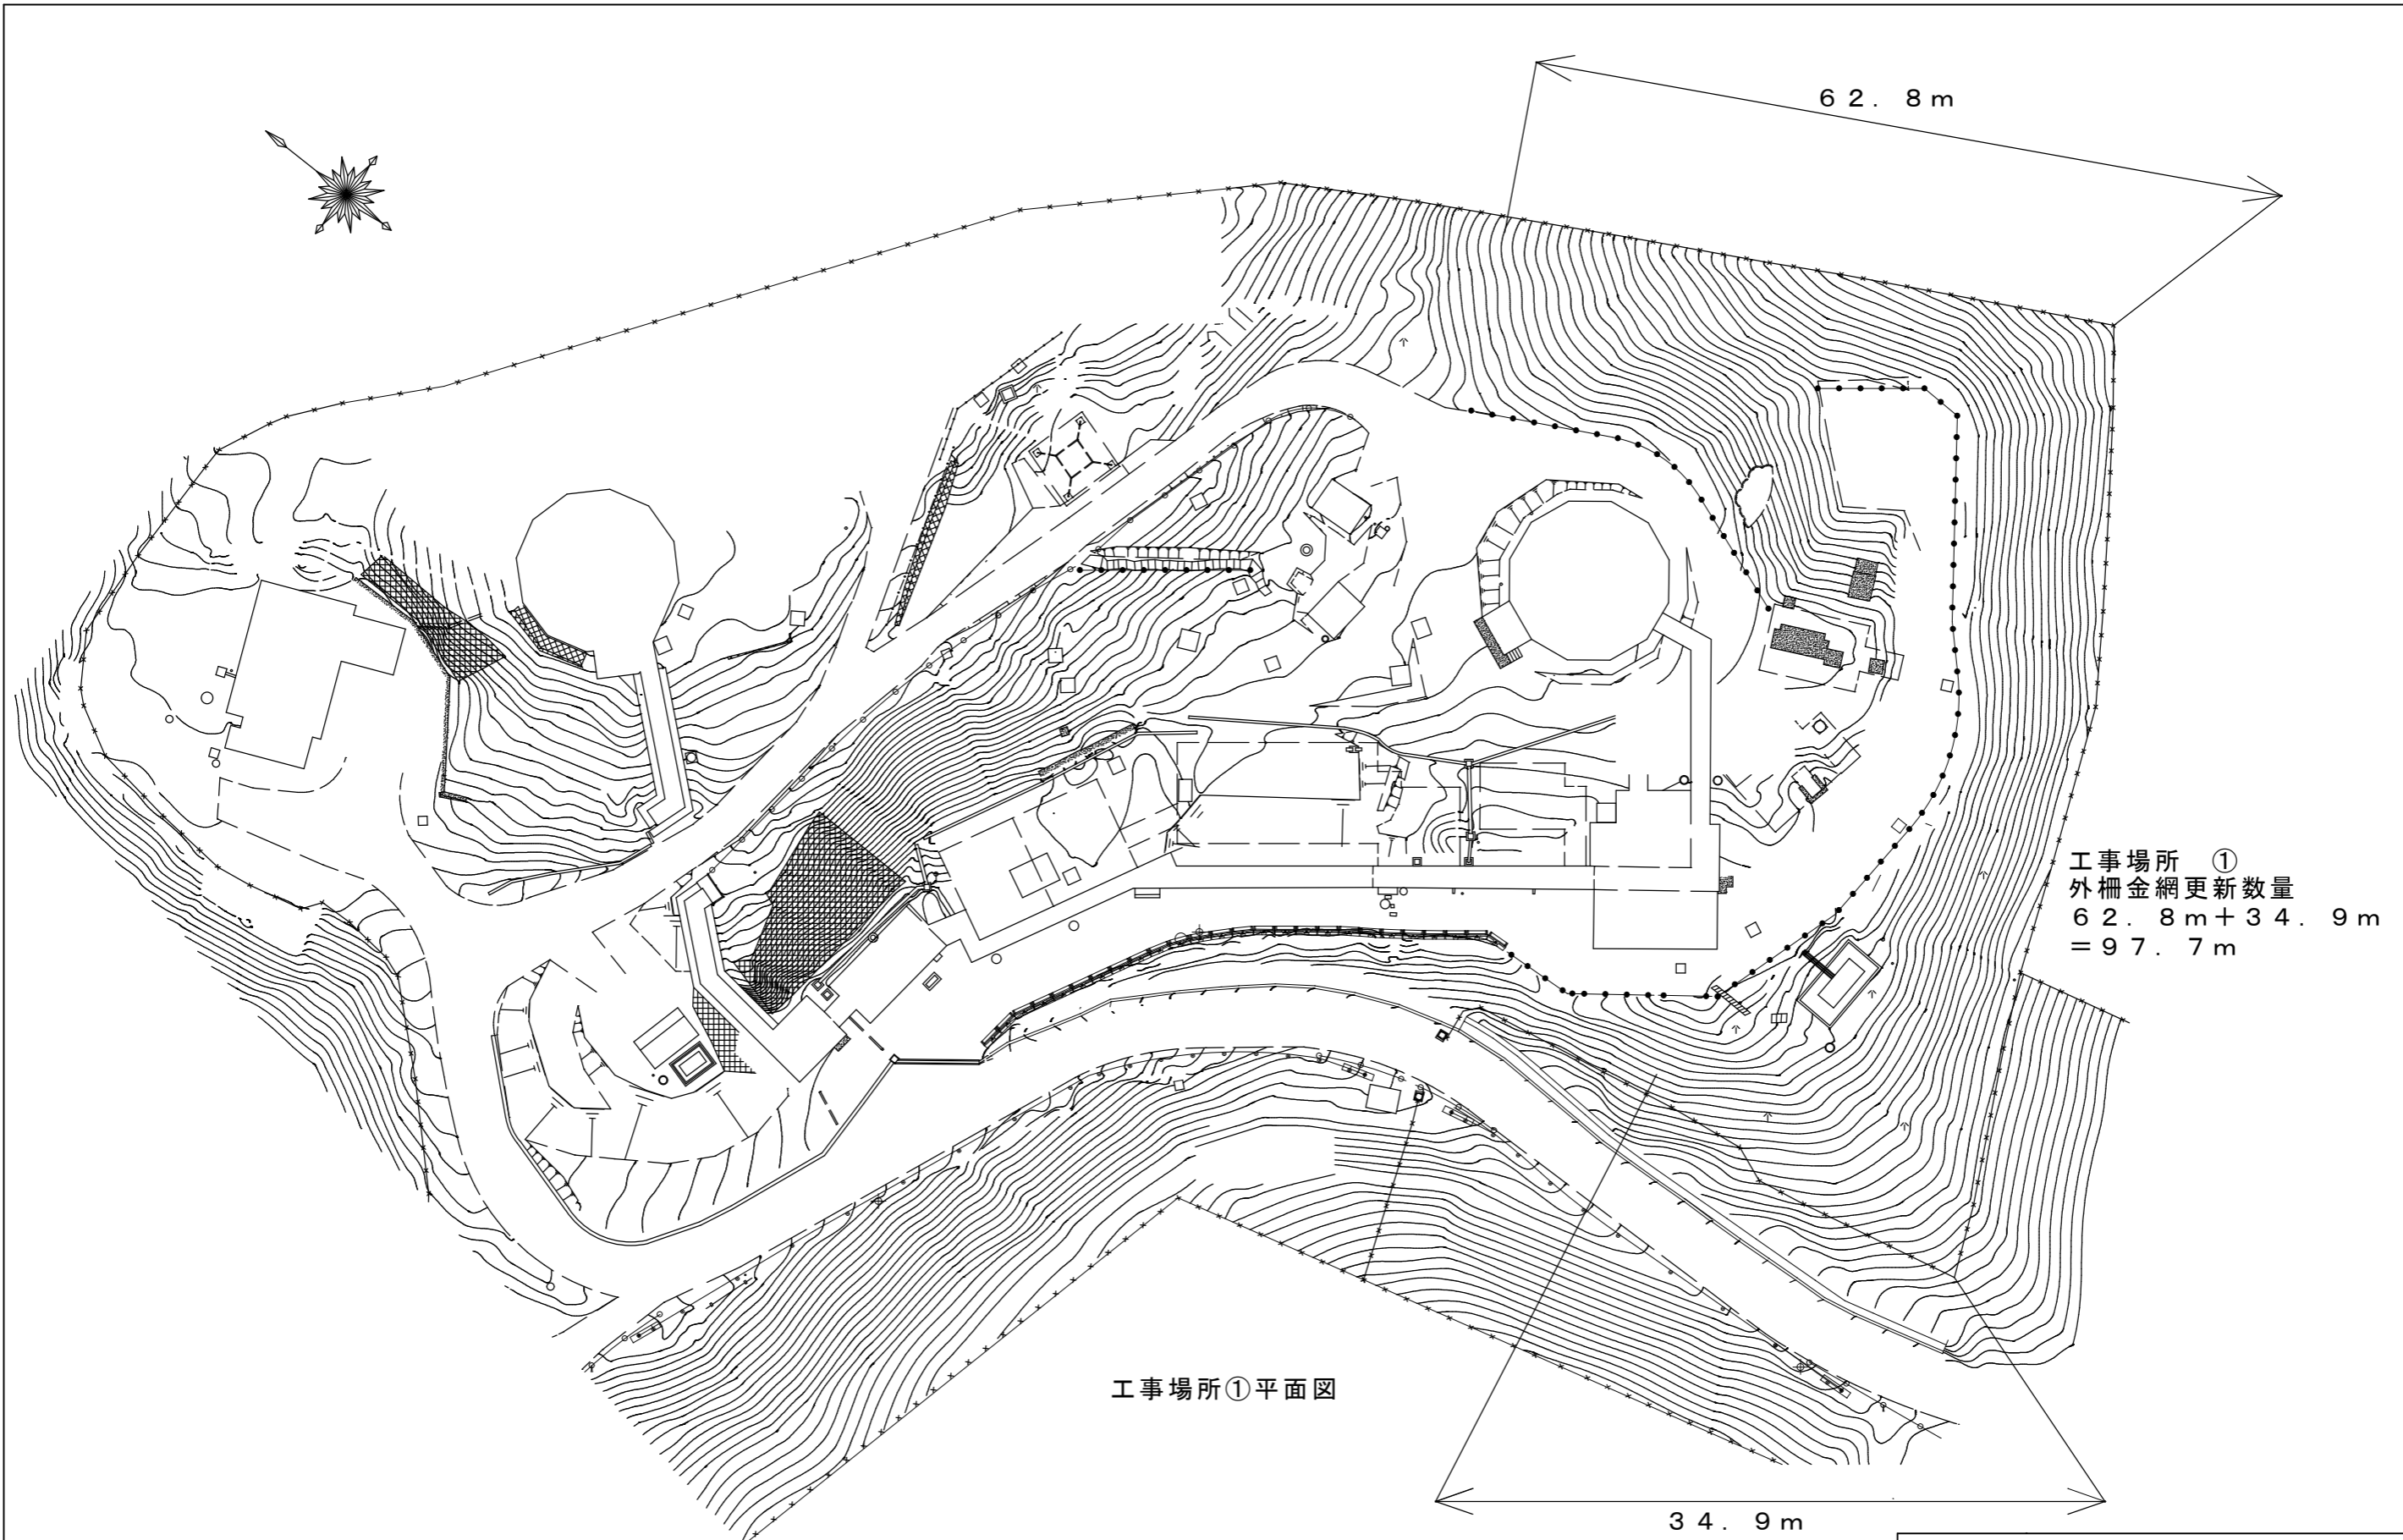 ６２．８ｍ
工事場所　①
外柵金網更新数量
６２．８ｍ＋３４．９ｍ
＝９７．７ｍ
工事場所①平面図
３４．９ｍ